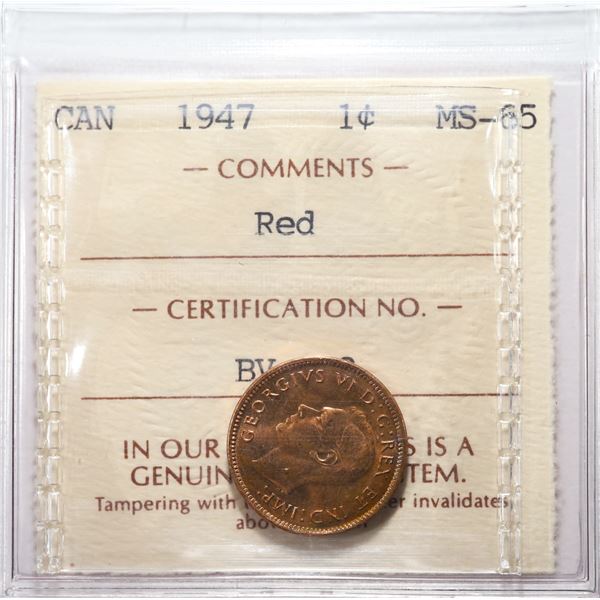 CAN 1947 1¢ MS-65
— COMMENTS —
Red
— CERTIFICATION NO. —
GEORGIVS VI D: G: REX ET IND: IMP:
IN OUR IS A
GENUIN TEM.
Tampering with invalidates